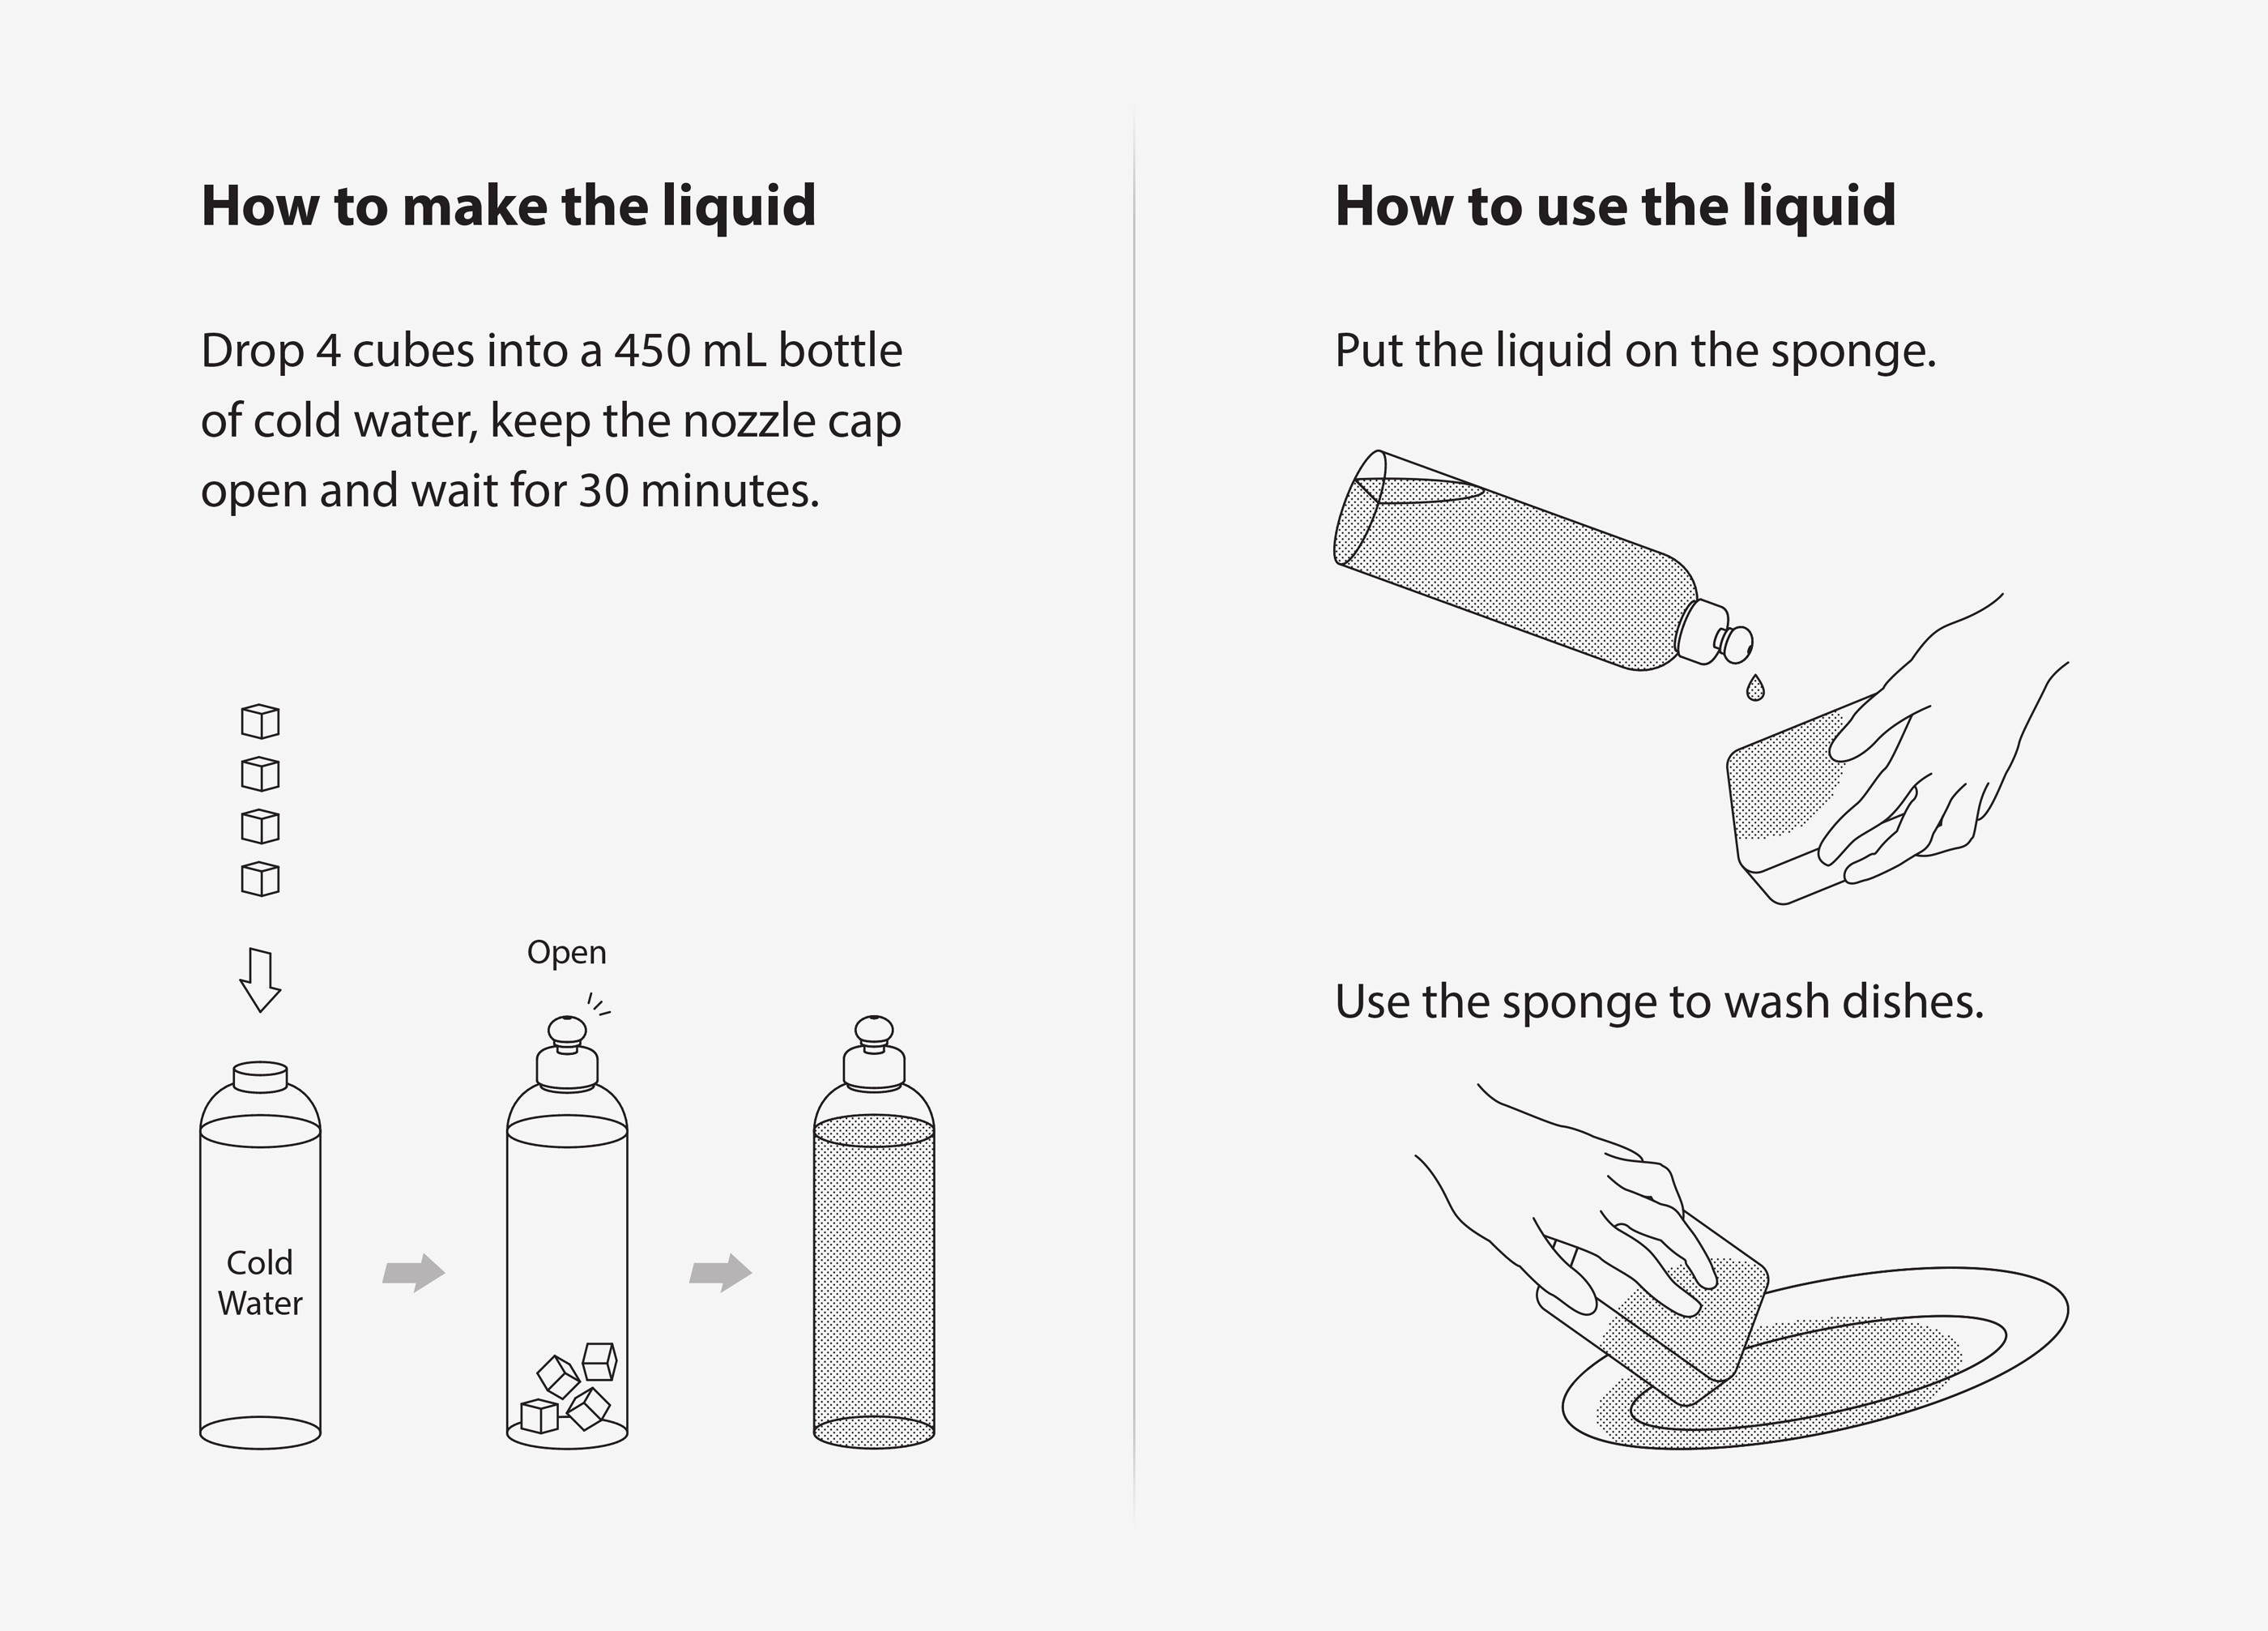 How to make the liquid
Drop 4 cubes into a 450 mL bottle
of cold water, keep the nozzle cap
open and wait for 30 minutes.
Open
Cold
Water
How to use the liquid
Put the liquid on the sponge.
Use the sponge to wash dishes.